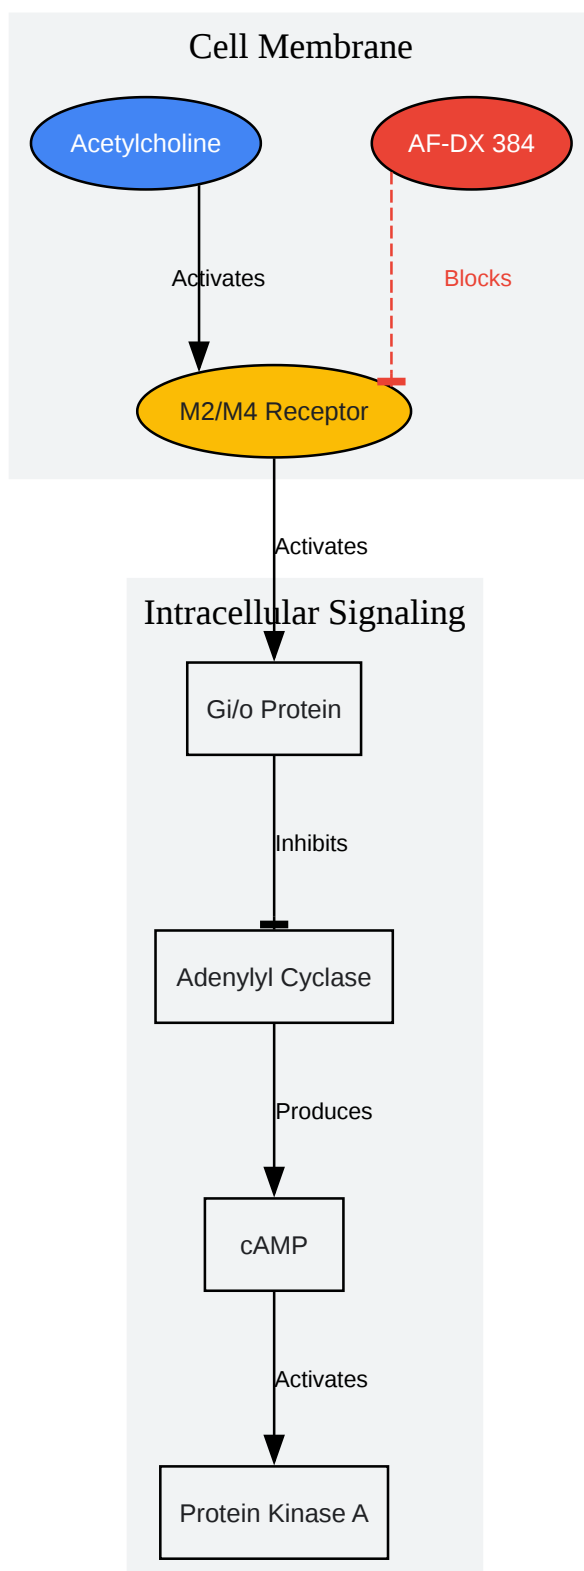 Cell Membrane
Acetylcholine
AF-DX 384
Activates
Blocks
M2/M4 Receptor
Activates
Intracellular Signaling
Gi/o Protein
Inhibits
Adenylyl Cyclase
Produces
cAMP
Activates
Protein Kinase A